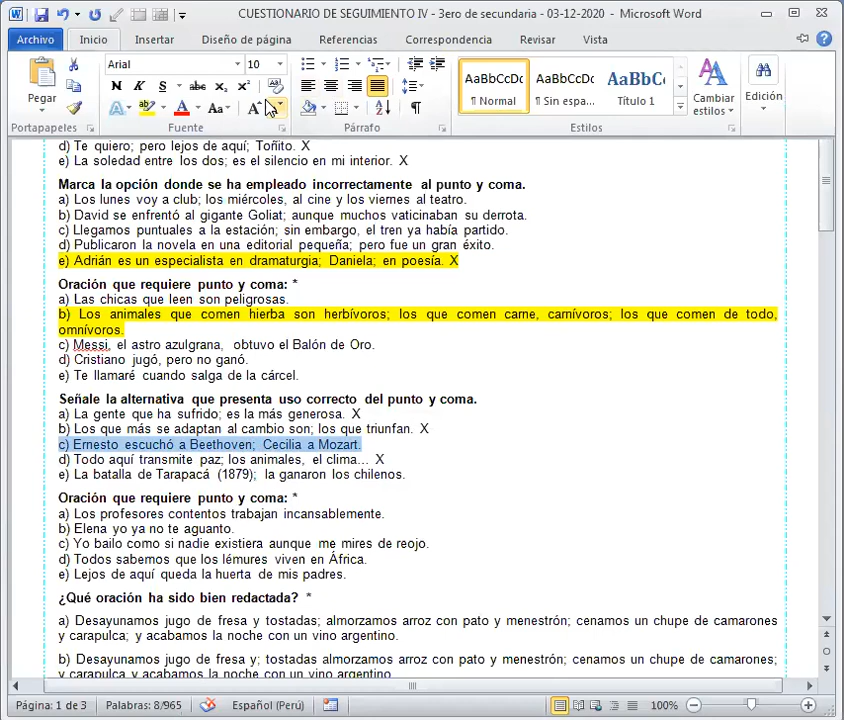 CUESTIONARIO DE SEGUIMIENTO IV - 3ero de secundaria - 03-12-2020 - Microsoft Word
Archivo Inicio Insertar Diseño de página Referencias Correspondencia Revisar Vista
Pegar
Arial 10
N K S abc x₂ x²
A ab A Aa A
AaBbCcDc AaBbCcDc AaBbC
¶ Normal ¶ Sin espa... Título 1
Cambiar estilos
Edición
Portapapeles Fuente Párrafo Estilos
d) Te quiero; pero lejos de aquí; Toñito. X
e) La soledad entre los dos; es el silencio en mi interior. X
Marca la opción donde se ha empleado incorrectamente al punto y coma.
a) Los lunes voy a club; los miércoles, al cine y los viernes al teatro.
b) David se enfrentó al gigante Goliat; aunque muchos vaticinaban su derrota.
c) Llegamos puntuales a la estación; sin embargo, el tren ya había partido.
d) Publicaron la novela en una editorial pequeña; pero fue un gran éxito.
e) Adrián es un especialista en dramaturgia; Daniela; en poesía. X
Oración que requiere punto y coma: *
a) Las chicas que leen son peligrosas.
b) Los animales que comen hierba son herbívoros; los que comen carne, carnívoros; los que comen de todo,
omnívoros.
c) Messi, el astro azulgrana, obtuvo el Balón de Oro.
d) Cristiano jugó, pero no ganó.
e) Te llamaré cuando salga de la cárcel.
Señale la alternativa que presenta uso correcto del punto y coma.
a) La gente que ha sufrido; es la más generosa. X
b) Los que más se adaptan al cambio son; los que triunfan. X
c) Ernesto escuchó a Beethoven; Cecilia a Mozart.
d) Todo aquí transmite paz; los animales, el clima... X
e) La batalla de Tarapacá (1879); la ganaron los chilenos.
Oración que requiere punto y coma: *
a) Los profesores contentos trabajan incansablemente.
b) Elena yo ya no te aguanto.
c) Yo bailo como si nadie existiera aunque me mires de reojo.
d) Todos sabemos que los lémures viven en África.
e) Lejos de aquí queda la huerta de mis padres.
¿Qué oración ha sido bien redactada? *
a) Desayunamos jugo de fresa y tostadas; almorzamos arroz con pato y menestrón; cenamos un chupe de camarones
y carapulca; y acabamos la noche con un vino argentino.
b) Desayunamos jugo de fresa y; tostadas almorzamos arroz con pato y menestrón; cenamos un chupe de camarones;
y carapulca y acabamos la noche con un vino argentino.
Página: 1 de 3 Palabras: 8/965 Español (Perú) 100%